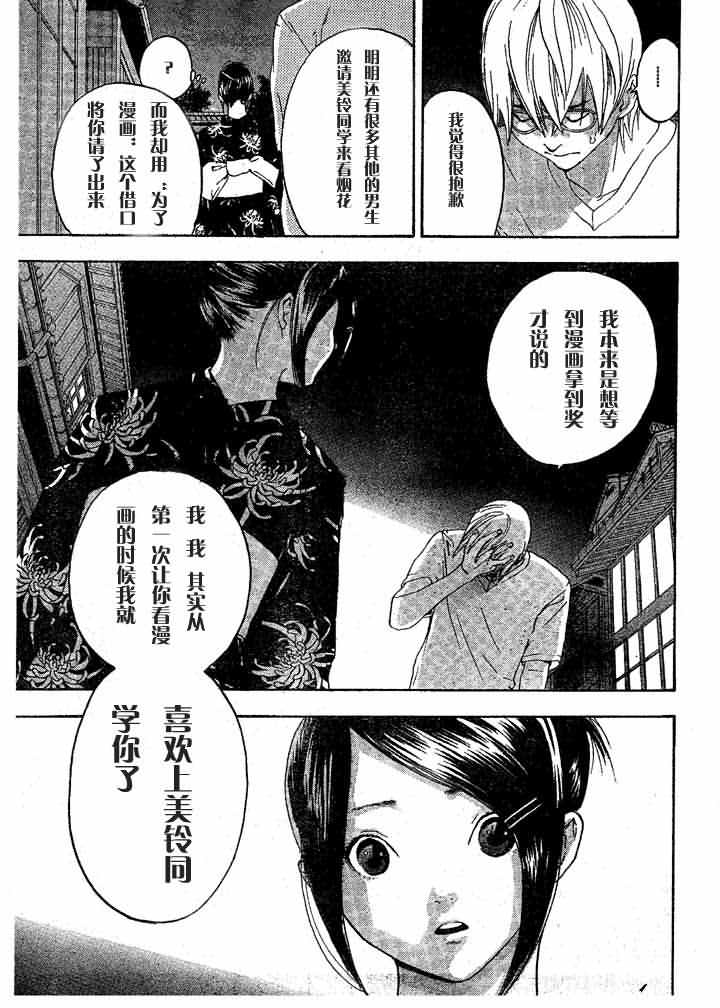 ……
我觉得很抱歉
明明还有很多其他的男生
邀请美铃同学来看烟花
?
而我却用“为了
漫画”这个借口
将你请了出来
我本来是想等
到漫画拿到奖
才说的
我 我 其实从
第一次让你看漫
画的时候我就
喜欢上美铃同
学你了